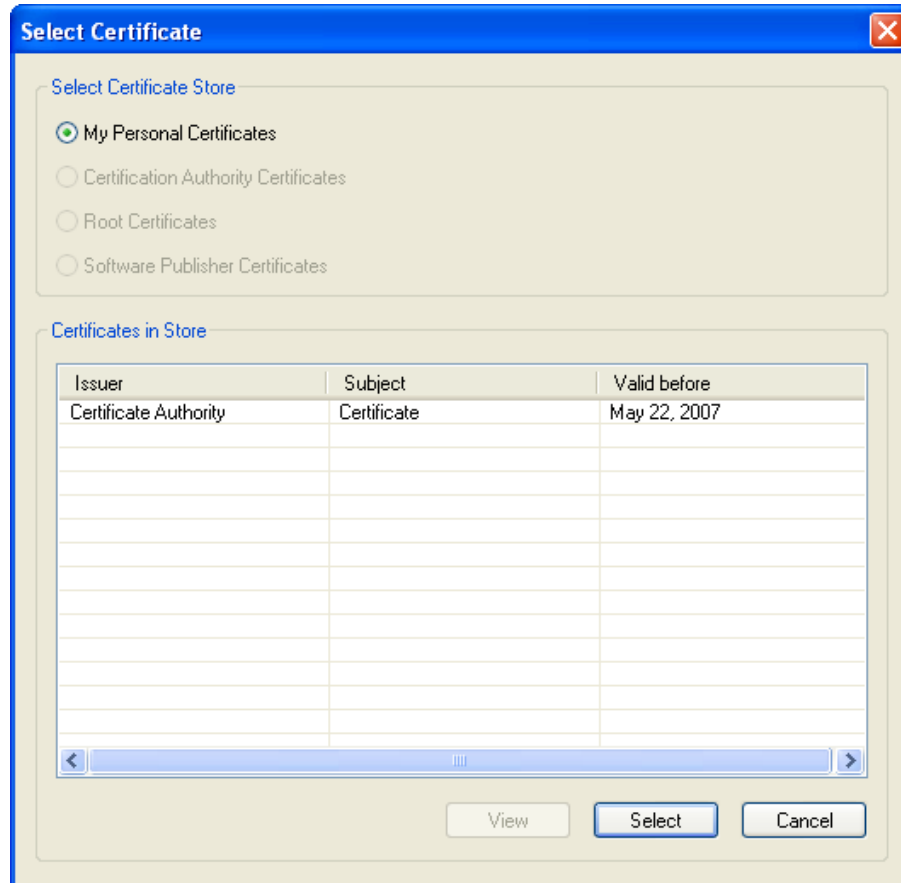 Select Certificate
Select Certificate Store
My Personal Certificates
Certification Authority Certificates
Root Certificates
Software Publisher Certificates
Certificates in Store
Issuer Subject Valid before
Certificate Authority Certificate May 22, 2007
View Select Cancel